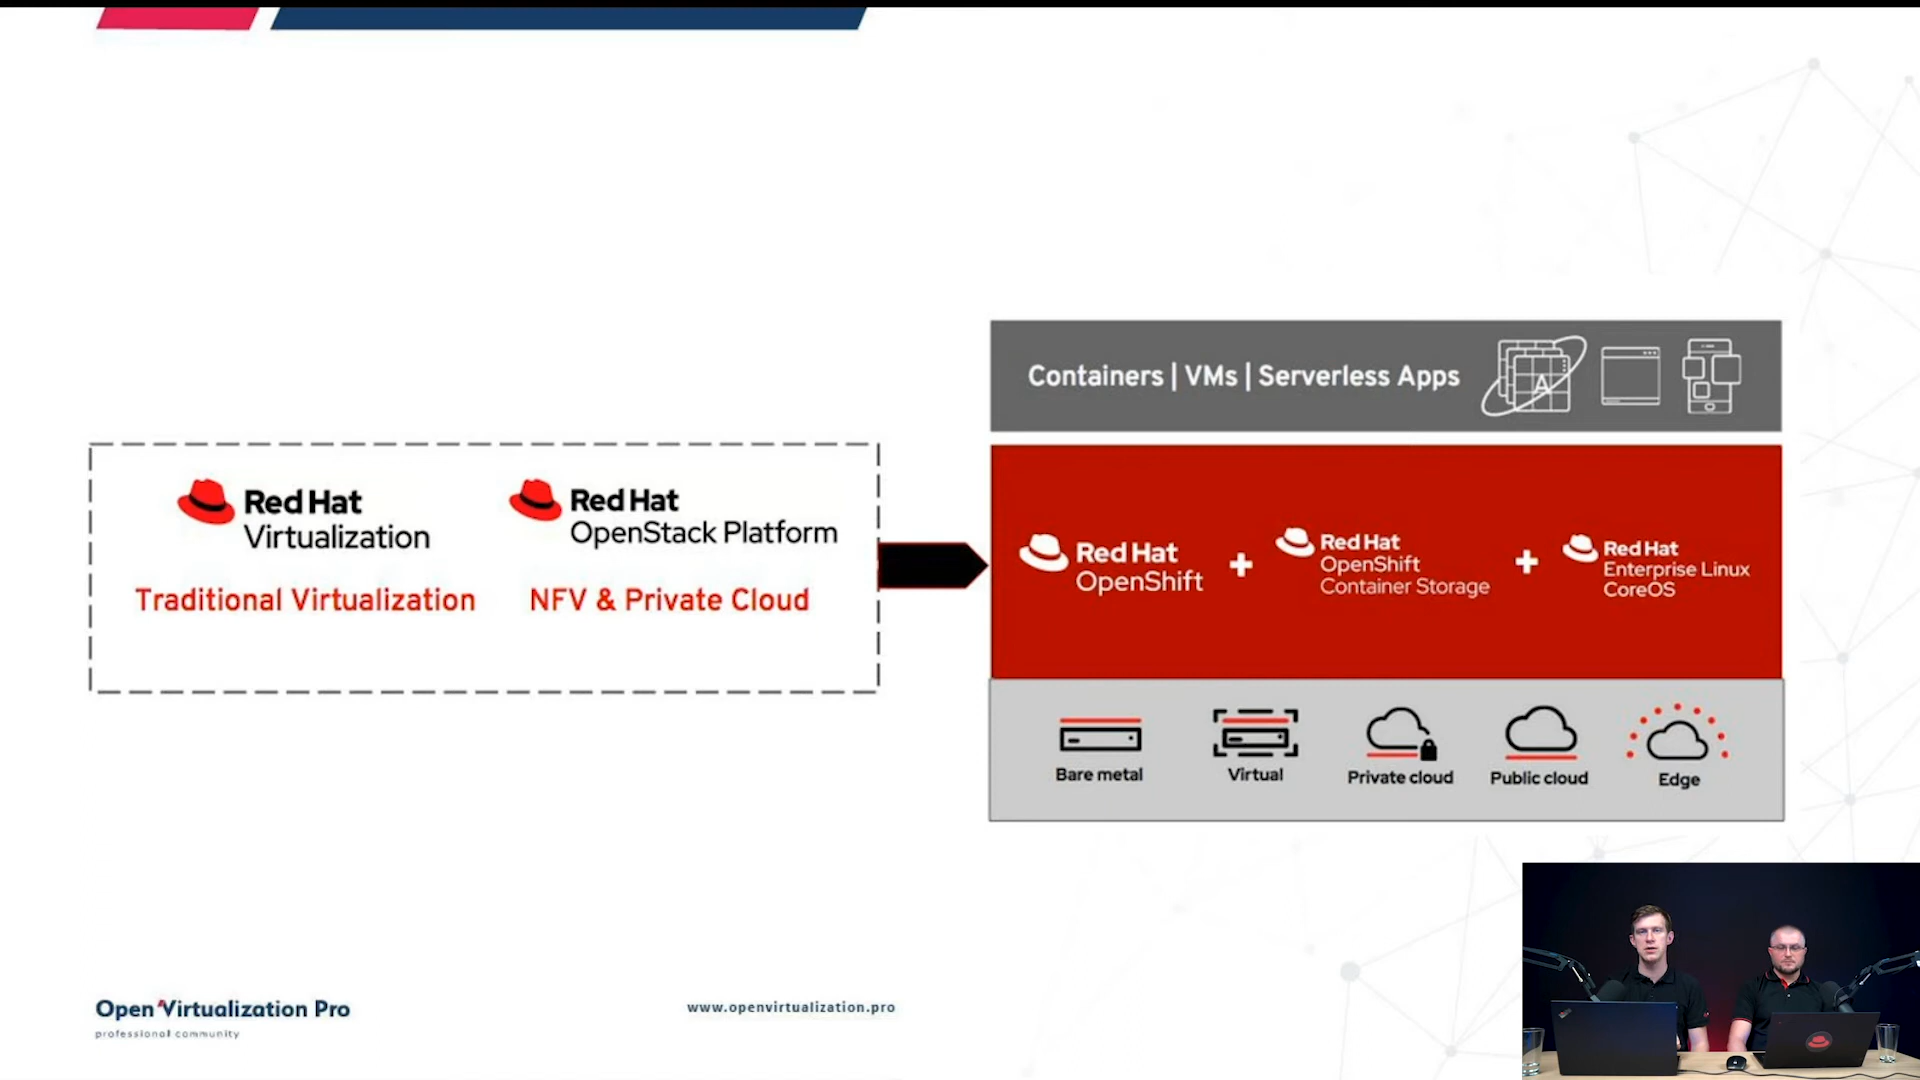 Containers | VMs | Serverless Apps
A
Red Hat
Virtualization
Traditional Virtualization
Red Hat
OpenStack Platform
NFV & Private Cloud
Red Hat
OpenShift
+
Red Hat
OpenShift
Container Storage
+
Red Hat
Enterprise Linux
CoreOS
Bare metal
Virtual
Private cloud
Public cloud
Edge
Open Virtualization Pro
professional community
www.openvirtualization.pro